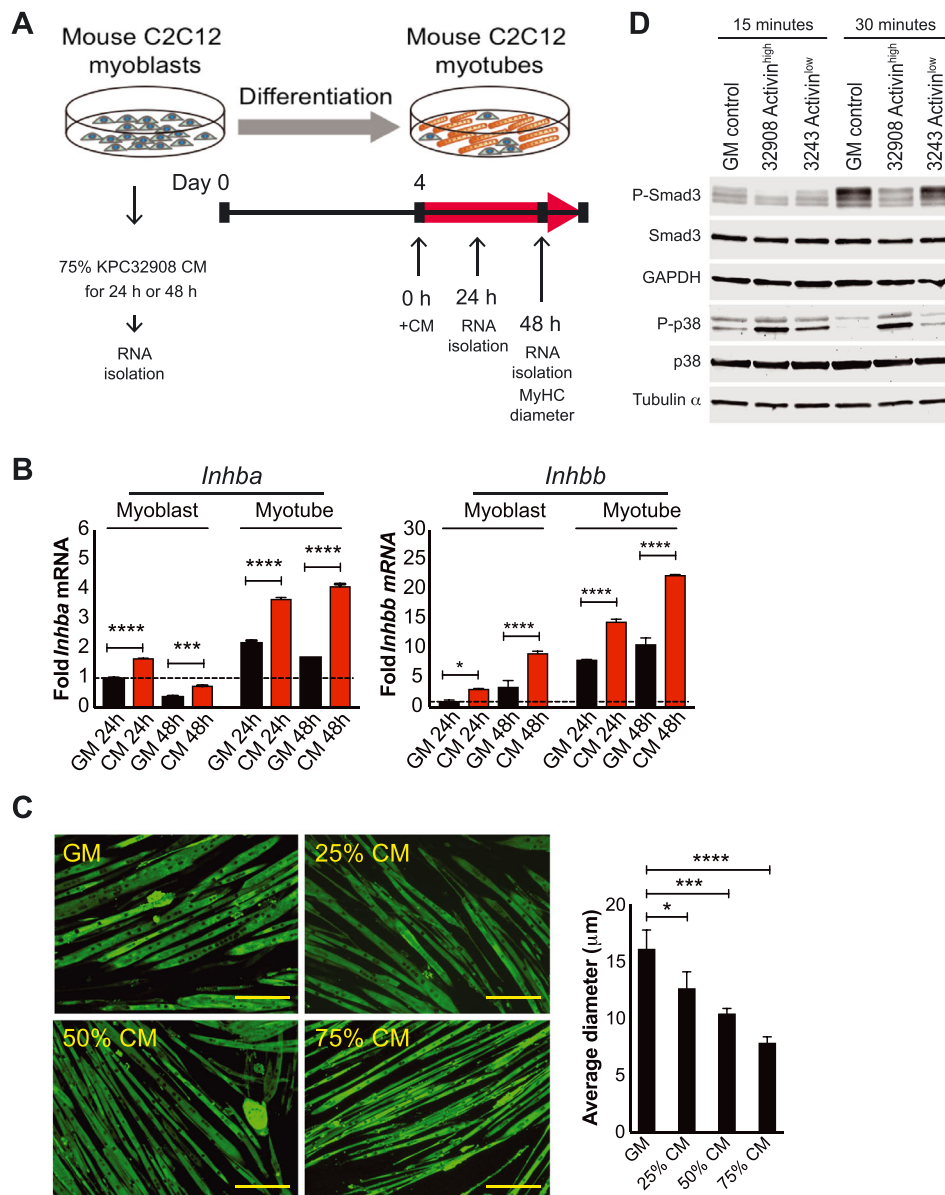 A
Mouse C2C12
myoblasts
Differentiation
Mouse C2C12
myotubes
Day 0
4
75% KPC32908 CM
for 24 h or 48 h
RNA
isolation
0 h
+CM
24 h
RNA
isolation
48 h
RNA
isolation
MyHC
diameter
D
15 minutes
30 minutes
GM control
32908 Activinhigh
3243 Activinlow
GM control
32908 Activinhigh
3243 Activinlow
P-Smad3
Smad3
GAPDH
P-p38
p38
Tubulin α
B
Inhba
Myoblast
Myotube
Fold Inhba mRNA
6
5
4
3
2
1
0
****
***
****
****
GM 24h
CM 24h
GM 48h
CM 48h
GM 24h
CM 24h
GM 48h
CM 48h
Inhbb
Myoblast
Myotube
Fold Inhbb mRNA
30
25
20
15
10
5
0
*
****
****
****
GM 24h
CM 24h
GM 48h
CM 48h
GM 24h
CM 24h
GM 48h
CM 48h
C
GM
25% CM
50% CM
75% CM
Average diameter (μm)
20
15
10
5
0
****
***
*
GM
25% CM
50% CM
75% CM